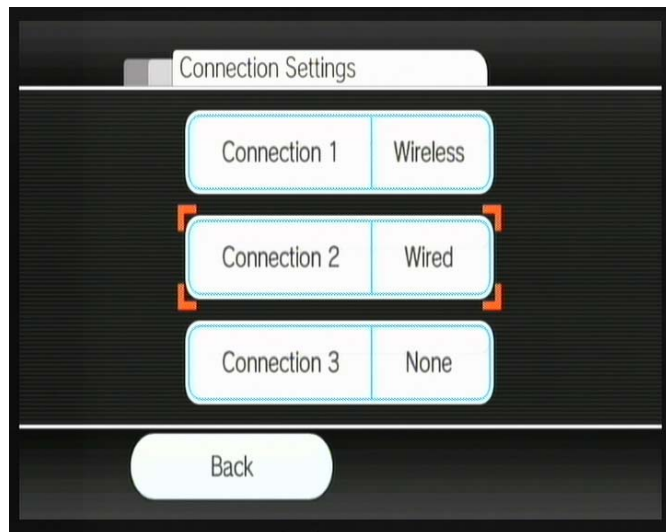 Connection Settings
Connection 1 Wireless
Connection 2 Wired
Connection 3 None
Back